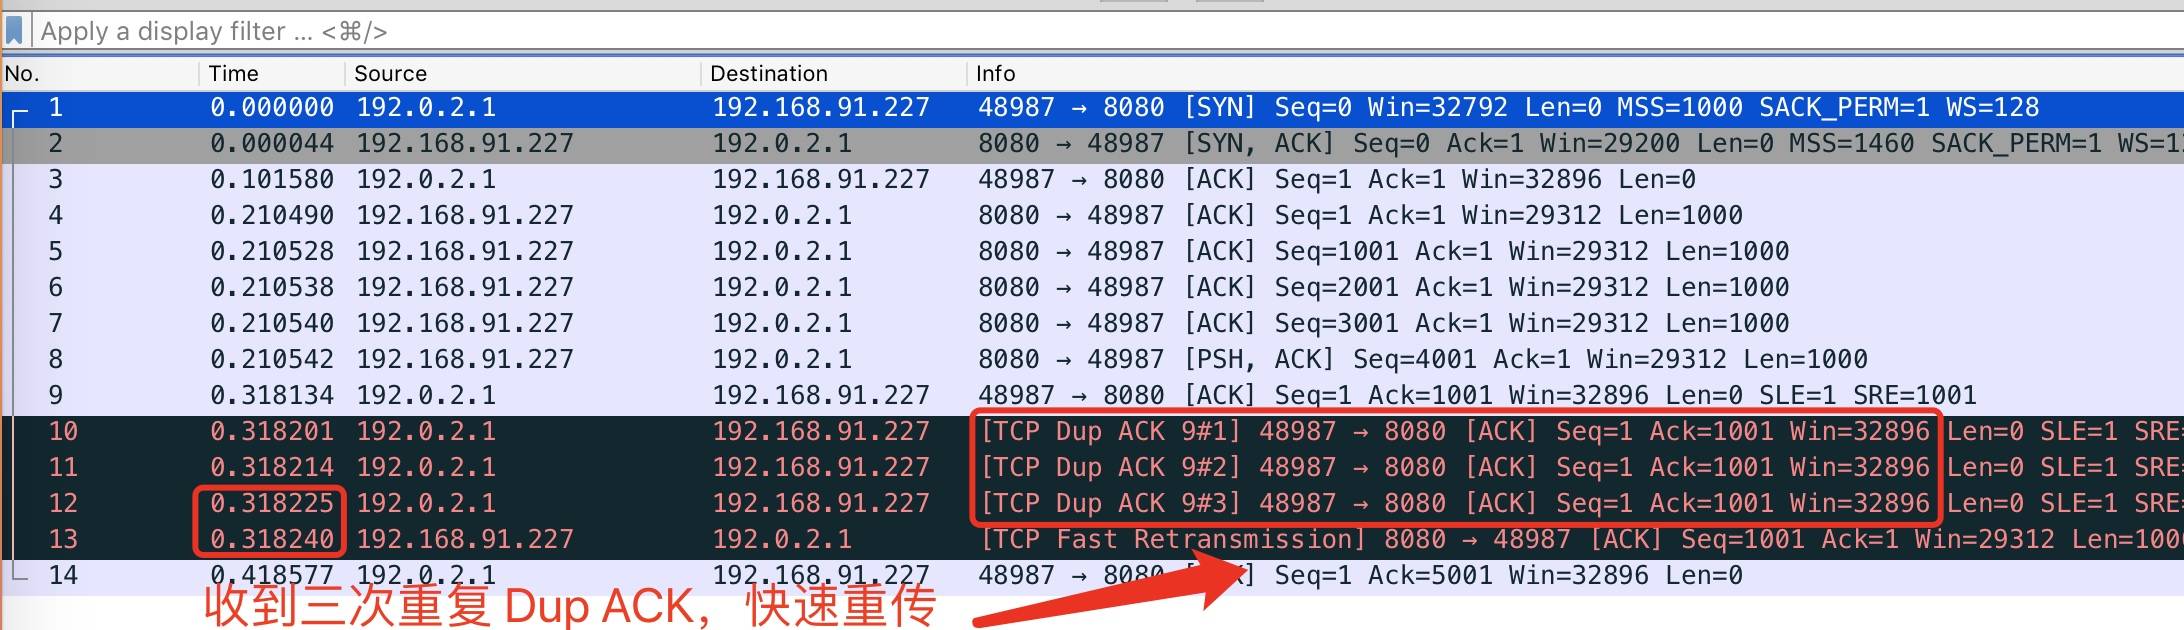 Apply a display filter ... <⌘/>
No. Time Source Destination Info
1 0.000000 192.0.2.1 192.168.91.227 48987 → 8080 [SYN] Seq=0 Win=32792 Len=0 MSS=1000 SACK_PERM=1 WS=128
2 0.000044 192.168.91.227 192.0.2.1 8080 → 48987 [SYN, ACK] Seq=0 Ack=1 Win=29200 Len=0 MSS=1460 SACK_PERM=1
3 0.101580 192.0.2.1 192.168.91.227 48987 → 8080 [ACK] Seq=1 Ack=1 Win=32896 Len=0
4 0.210490 192.168.91.227 192.0.2.1 8080 → 48987 [ACK] Seq=1 Ack=1 Win=29312 Len=1000
5 0.210528 192.168.91.227 192.0.2.1 8080 → 48987 [ACK] Seq=1001 Ack=1 Win=29312 Len=1000
6 0.210538 192.168.91.227 192.0.2.1 8080 → 48987 [ACK] Seq=2001 Ack=1 Win=29312 Len=1000
7 0.210540 192.168.91.227 192.0.2.1 8080 → 48987 [ACK] Seq=3001 Ack=1 Win=29312 Len=1000
8 0.210542 192.168.91.227 192.0.2.1 8080 → 48987 [PSH, ACK] Seq=4001 Ack=1 Win=29312 Len=1000
9 0.318134 192.0.2.1 192.168.91.227 48987 → 8080 [ACK] Seq=1 Ack=1001 Win=32896 Len=0 SLE=1 SRE=1001
10 0.318201 192.0.2.1 192.168.91.227 [TCP Dup ACK 9#1] 48987 → 8080 [ACK] Seq=1 Ack=1001 Win=32896 Len=0 SLE=1 SRE
11 0.318214 192.0.2.1 192.168.91.227 [TCP Dup ACK 9#2] 48987 → 8080 [ACK] Seq=1 Ack=1001 Win=32896 Len=0 SLE=1 SRE
12 0.318225 192.0.2.1 192.168.91.227 [TCP Dup ACK 9#3] 48987 → 8080 [ACK] Seq=1 Ack=1001 Win=32896 Len=0 SLE=1 SRE
13 0.318240 192.168.91.227 192.0.2.1 [TCP Fast Retransmission] 8080 → 48987 [ACK] Seq=1001 Ack=1 Win=29312
14 0.418577 192.0.2.1 192.168.91.227 48987 → 8080 Seq=1 Ack=5001 Win=32896 Len=0
收到三次重复 Dup ACK，快速重传